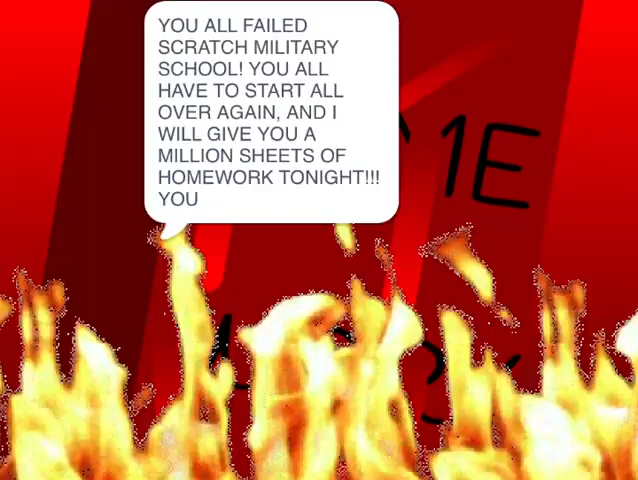 YOU ALL FAILED
SCRATCH MILITARY
SCHOOL! YOU ALL
HAVE TO START ALL
OVER AGAIN, AND I
WILL GIVE YOU A
MILLION SHEETS OF
HOMEWORK TONIGHT!!!
YOU